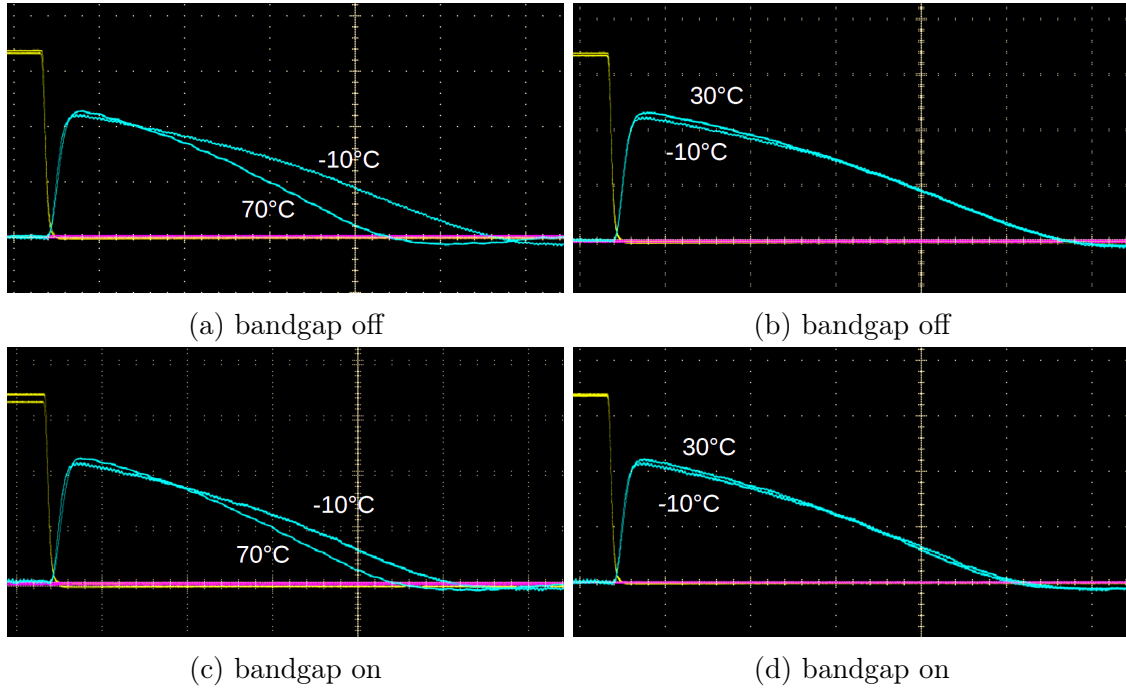 -10°C
70°C
30°C
-10°C
(a) bandgap off
(b) bandgap off
-10°C
70°C
30°C
-10°C
(c) bandgap on
(d) bandgap on